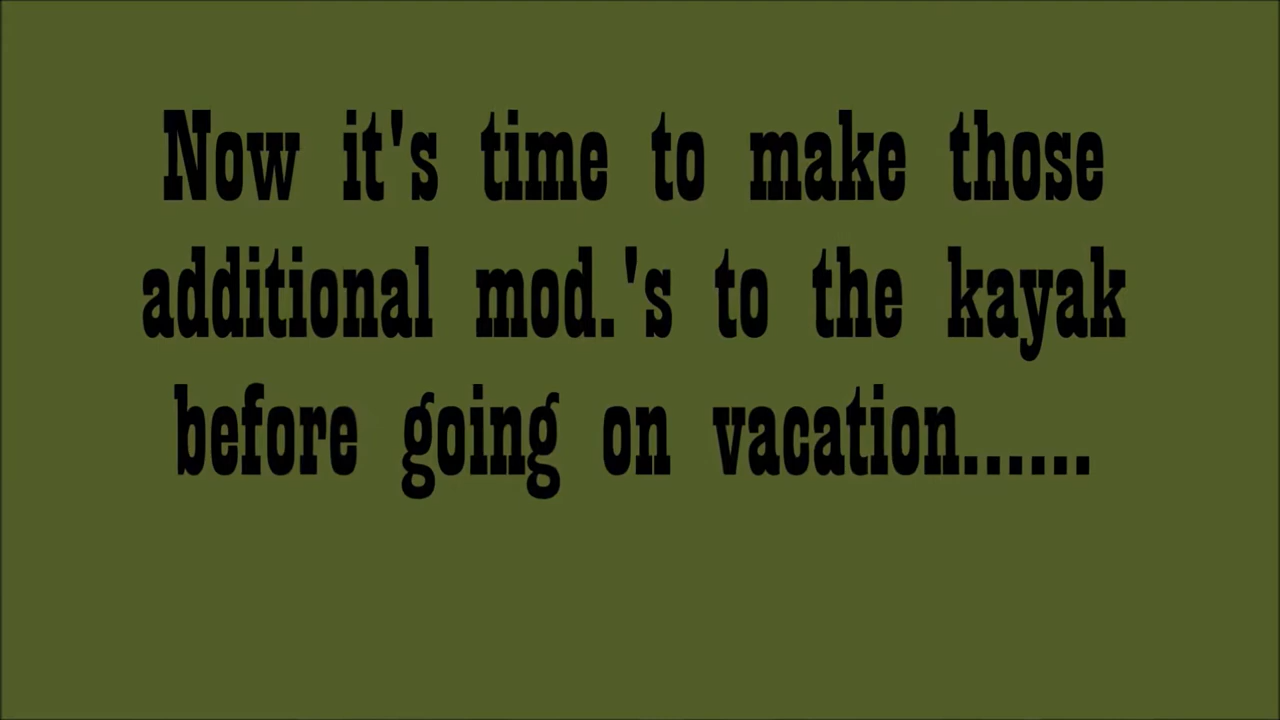 Now it's time to make those
additional mod.'s to the kayak
before going on vacation......